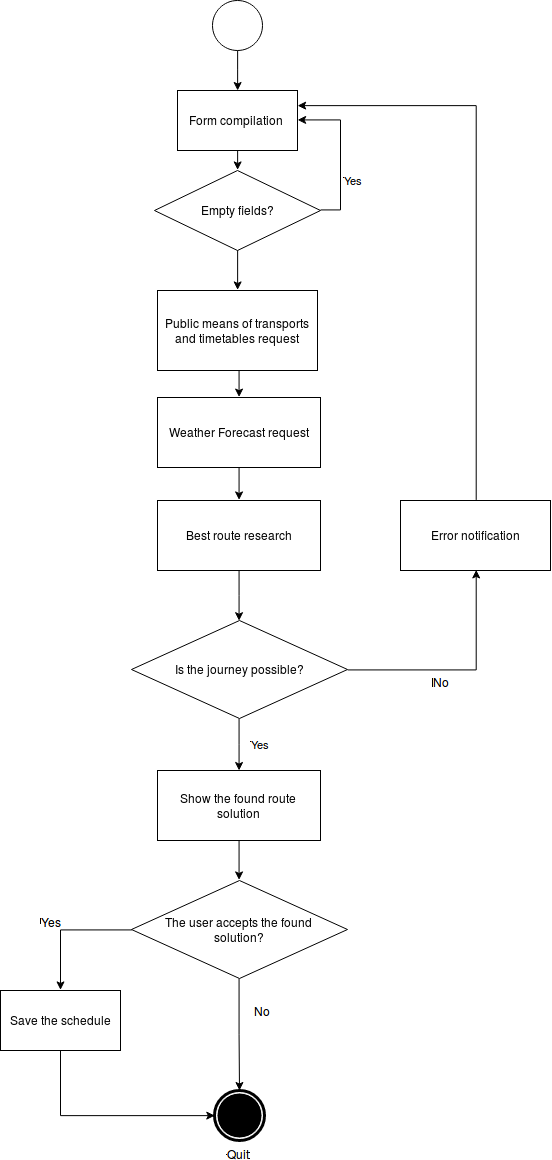 Form compilation
Yes
Empty fields?
Public means of transports
and timetables request
Weather Forecast request
Best route research
Error notification
Is the journey possible?
No
Yes
Show the found route
solution
The user accepts the found
solution?
Yes
No
Save the schedule
Quit